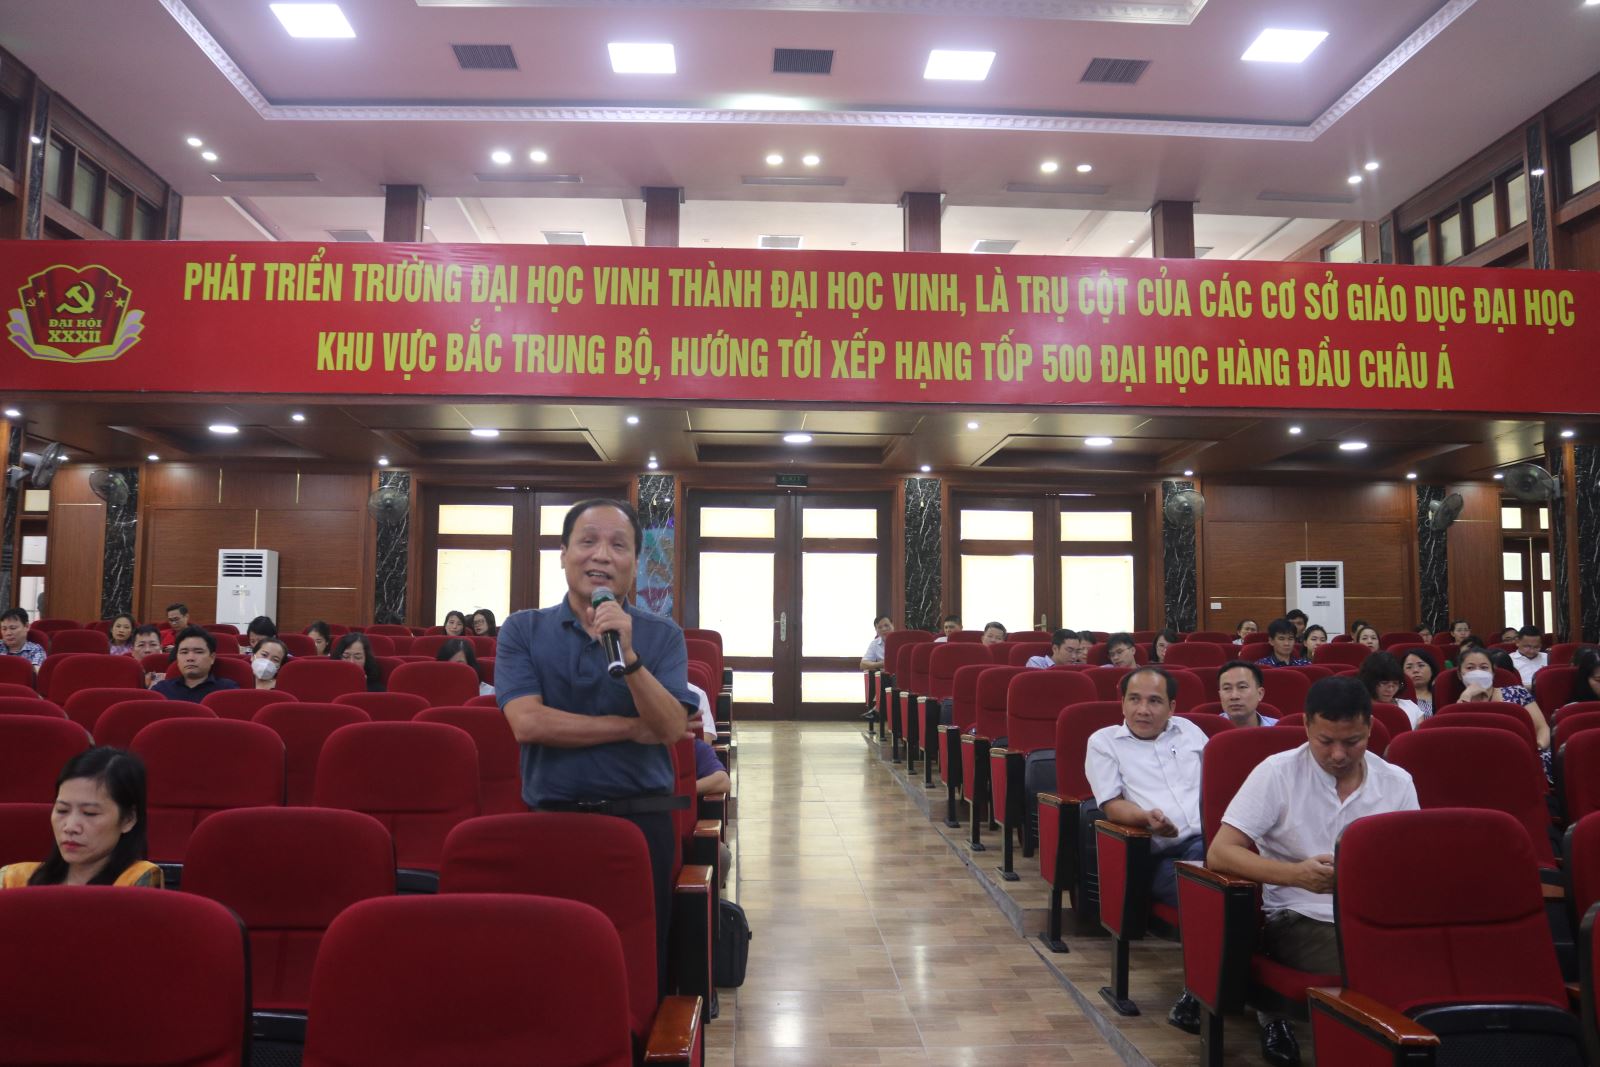 PHÁT TRIỂN TRƯỜNG ĐẠI HỌC VINH THÀNH ĐẠI HỌC VINH, LÀ TRỤ CỘT CỦA CÁC CƠ SỞ GIÁO DỤC ĐẠI HỌC
KHU VỰC BẮC TRUNG BỘ, HƯỚNG TỚI XẾP HẠNG TỐP 500 ĐẠI HỌC HÀNG ĐẦU CHÂU Á
ĐẠI HỘI
XXXII
EXIT